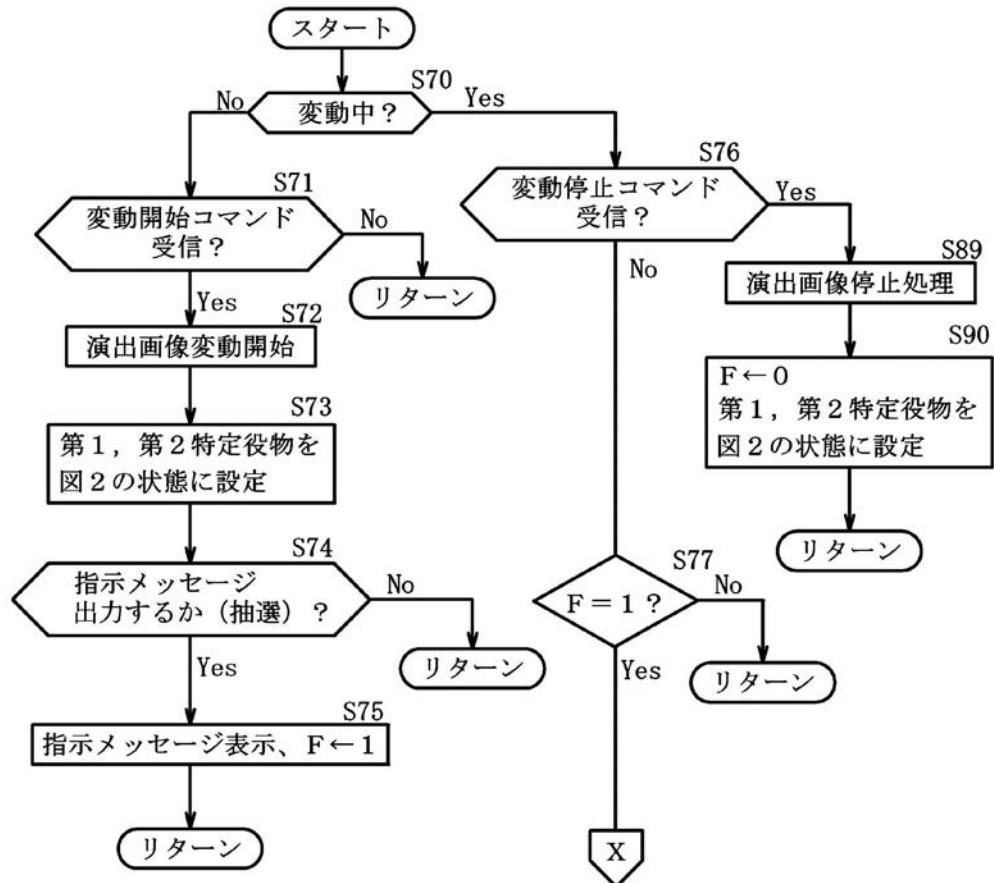 スタート
S70
変動中？
No
Yes
S71
変動開始コマンド
受信？
No
リターン
Yes
S72
演出画像変動開始
S73
第１，第２特定役物を
図２の状態に設定
S74
指示メッセージ
出力するか（抽選）？
No
リターン
Yes
S75
指示メッセージ表示、Ｆ←１
リターン
S76
変動停止コマンド
受信？
Yes
S89
演出画像停止処理
S90
Ｆ←０
第１，第２特定役物を
図２の状態に設定
リターン
No
S77
Ｆ＝１？
No
リターン
Yes
X